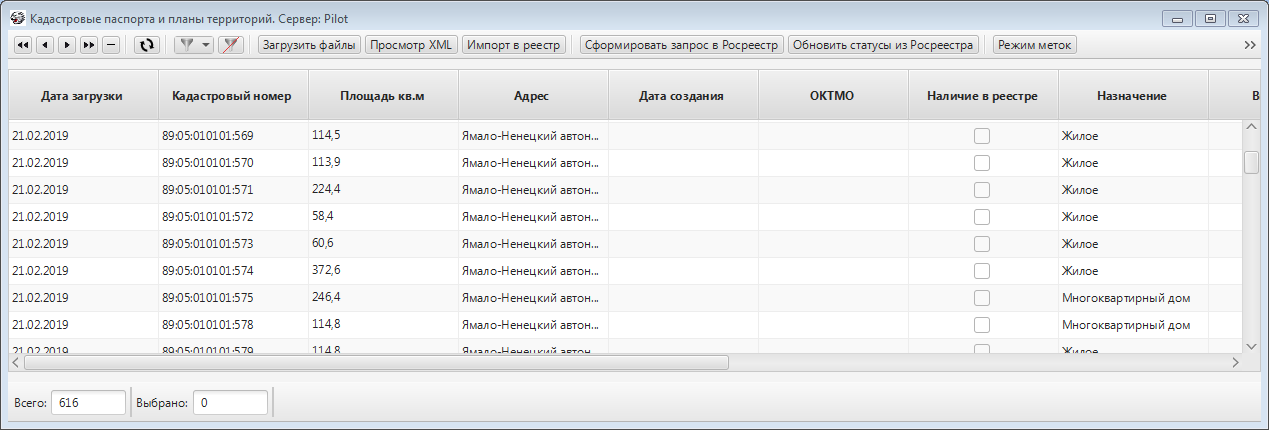 Кадастровые паспорта и планы территорий. Сервер: Pilot
Загрузить файлы Просмотр XML Импорт в реестр Сформировать запрос в Росреестр Обновить статусы из Росреестра Режим меток
Дата загрузки Кадастровый номер Площадь кв.м Адрес Дата создания ОКТМО Наличие в реестре Назначение В
21.02.2019 89:05:010101:569 114,5 Ямало-Ненецкий автон... Жилое
21.02.2019 89:05:010101:570 113,9 Ямало-Ненецкий автон... Жилое
21.02.2019 89:05:010101:571 224,4 Ямало-Ненецкий автон... Жилое
21.02.2019 89:05:010101:572 58,4 Ямало-Ненецкий автон... Жилое
21.02.2019 89:05:010101:573 60,6 Ямало-Ненецкий автон... Жилое
21.02.2019 89:05:010101:574 372,6 Ямало-Ненецкий автон... Жилое
21.02.2019 89:05:010101:575 246,4 Ямало-Ненецкий автон... Многоквартирный дом
21.02.2019 89:05:010101:578 114,8 Ямало-Ненецкий автон... Многоквартирный дом
21.02.2019 89:05:010101:579 114,8 Ямало-Ненецкий автон... Жилое
Всего: 616 Выбрано: 0